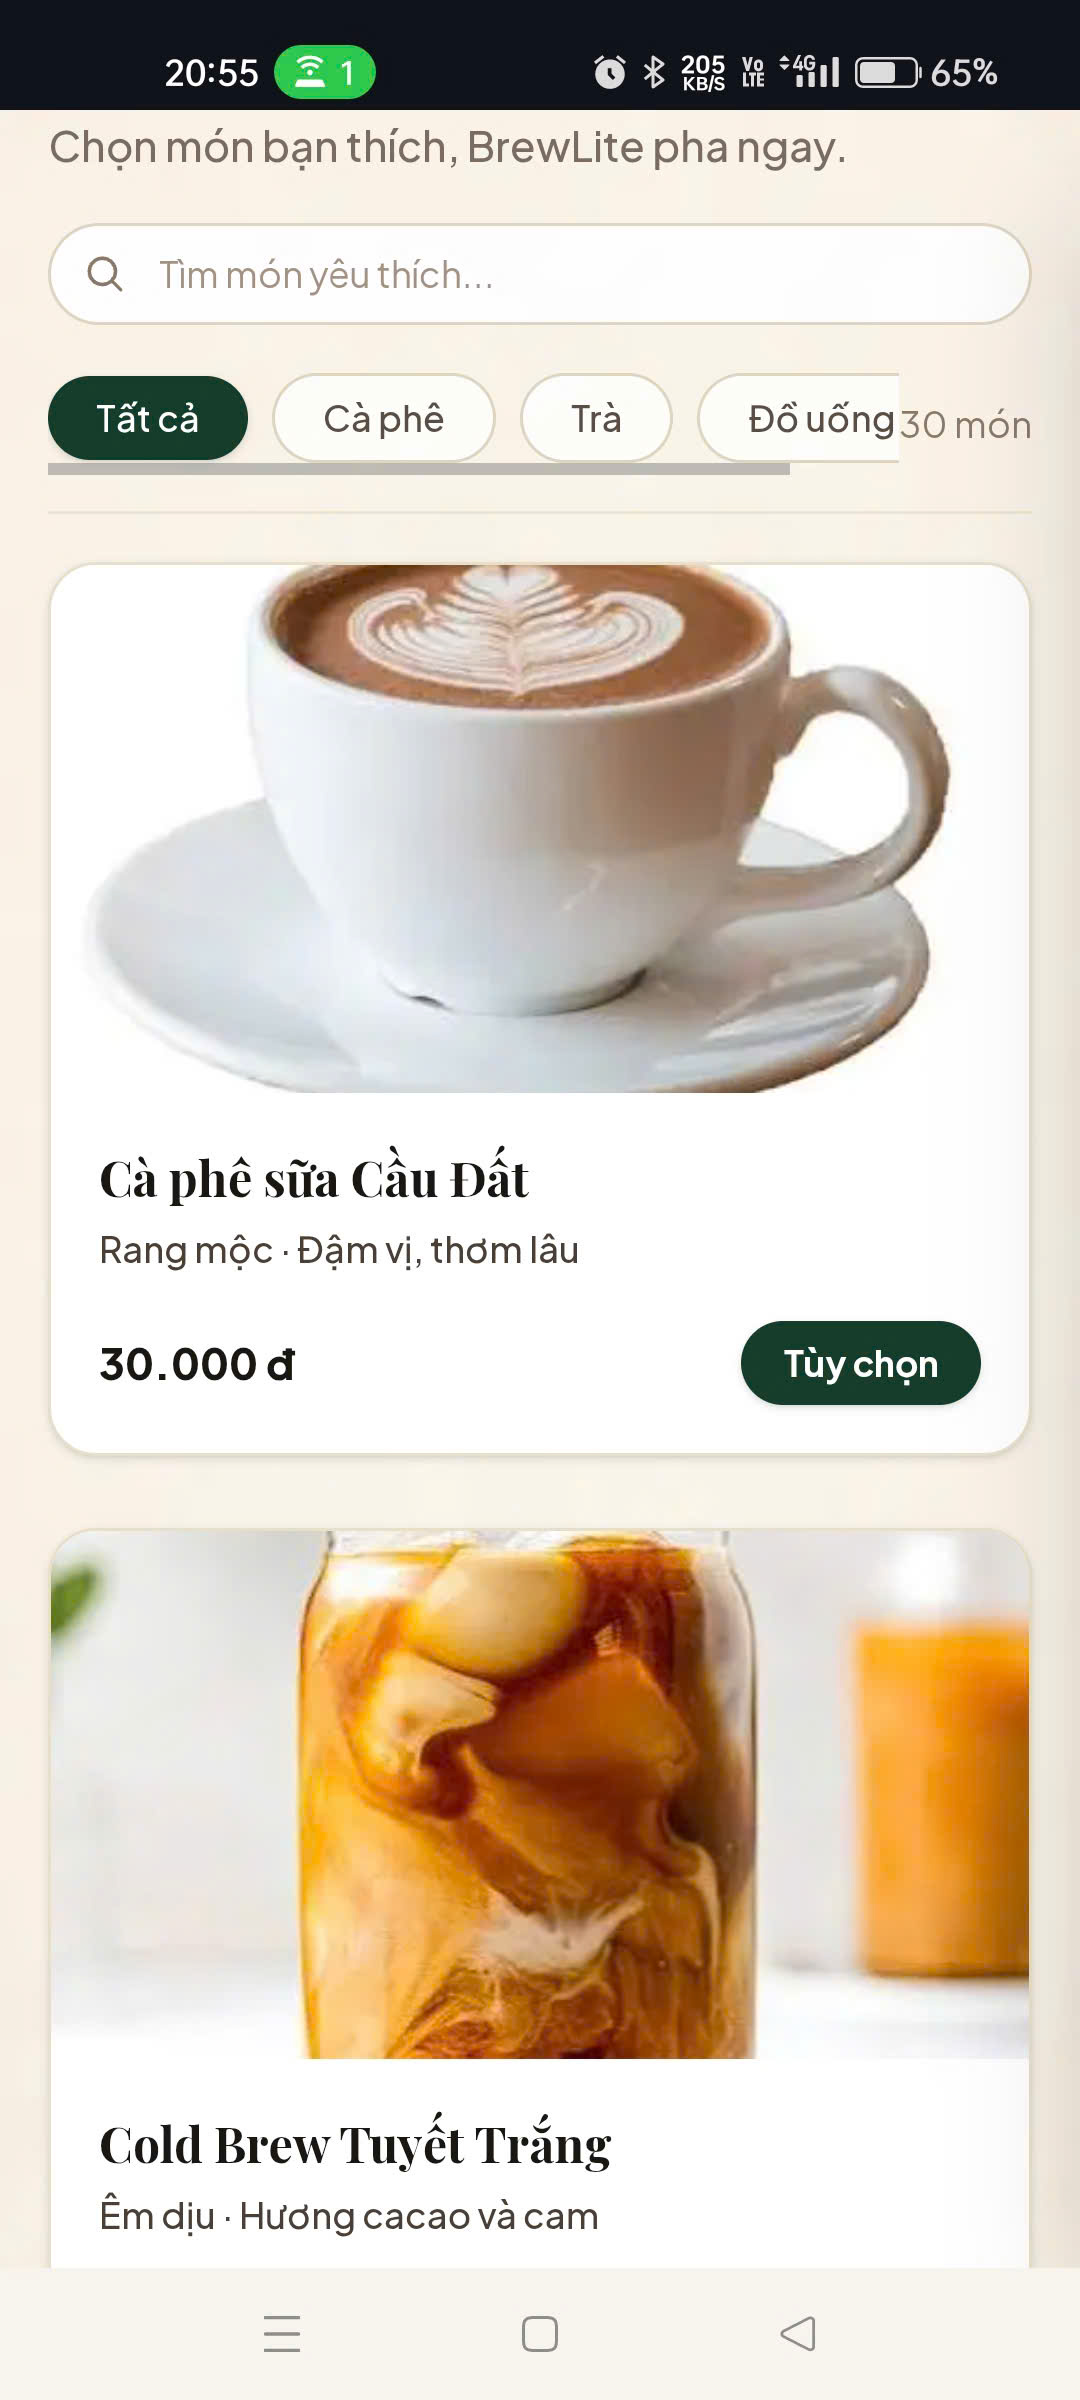 20:55 1 205 KB/S Vo LTE 4G 65%
Chọn món bạn thích, BrewLite pha ngay.
Tìm món yêu thích...
Tất cả Cà phê Trà Đồ uống 30 món
Cà phê sữa Cầu Đất
Rang mộc · Đậm vị, thơm lâu
30.000 đ Tùy chọn
Cold Brew Tuyết Trắng
Êm dịu · Hương cacao và cam